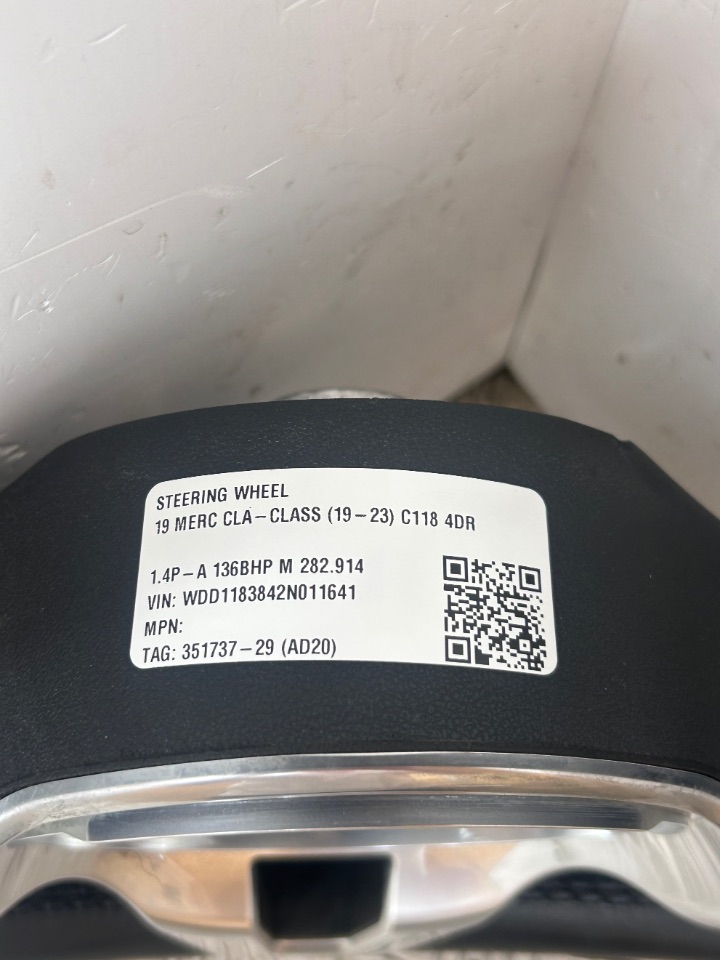 STEERING WHEEL
19 MERC CLA-CLASS (19-23) C118 4DR
1.4P-A 136BHP M 282.914
VIN: WDD1183842N011641
MPN:
TAG: 351737-29 (AD20)